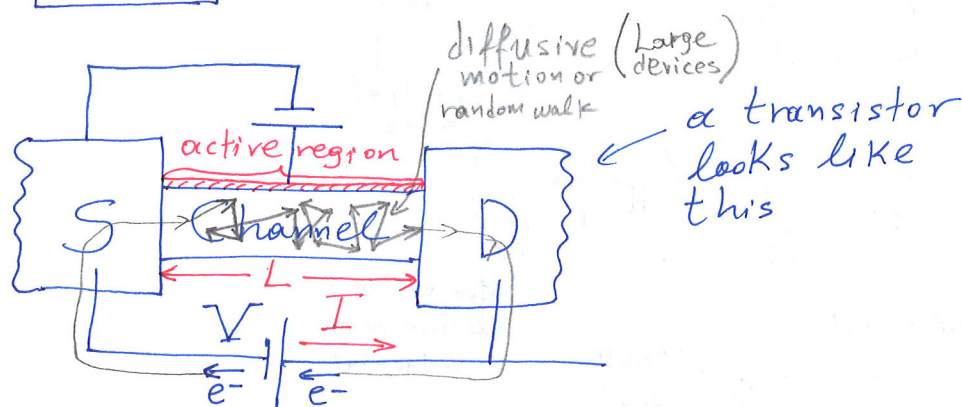 diffusive (Large
motion or devices)
random walk
a transistor
looks like
this
active region
S
Channel
D
L
V
I
e-
e-